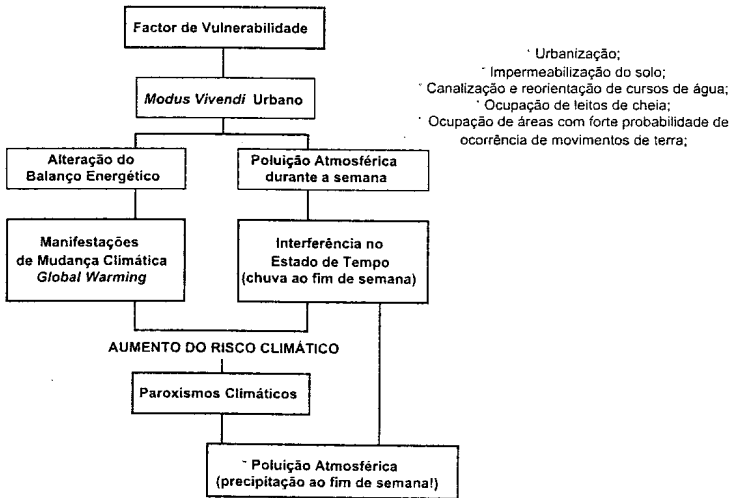 Factor de Vulnerabilidade
Modus Vivendi Urbano
Urbanização;
Impermeabilização do solo;
Canalização e reorientação de cursos de água;
Ocupação de leitos de cheia;
Ocupação de áreas com forte probabilidade de
ocorrência de movimentos de terra;
Alteração do
Balanço Energético
Poluição Atmosférica
durante a semana
Manifestações
de Mudança Climática
Global Warming
Interferência no
Estado de Tempo
(chuva ao fim de semana)
AUMENTO DO RISCO CLIMÁTICO
Paroxismos Climáticos
Poluição Atmosférica
(precipitação ao fim de semana!)